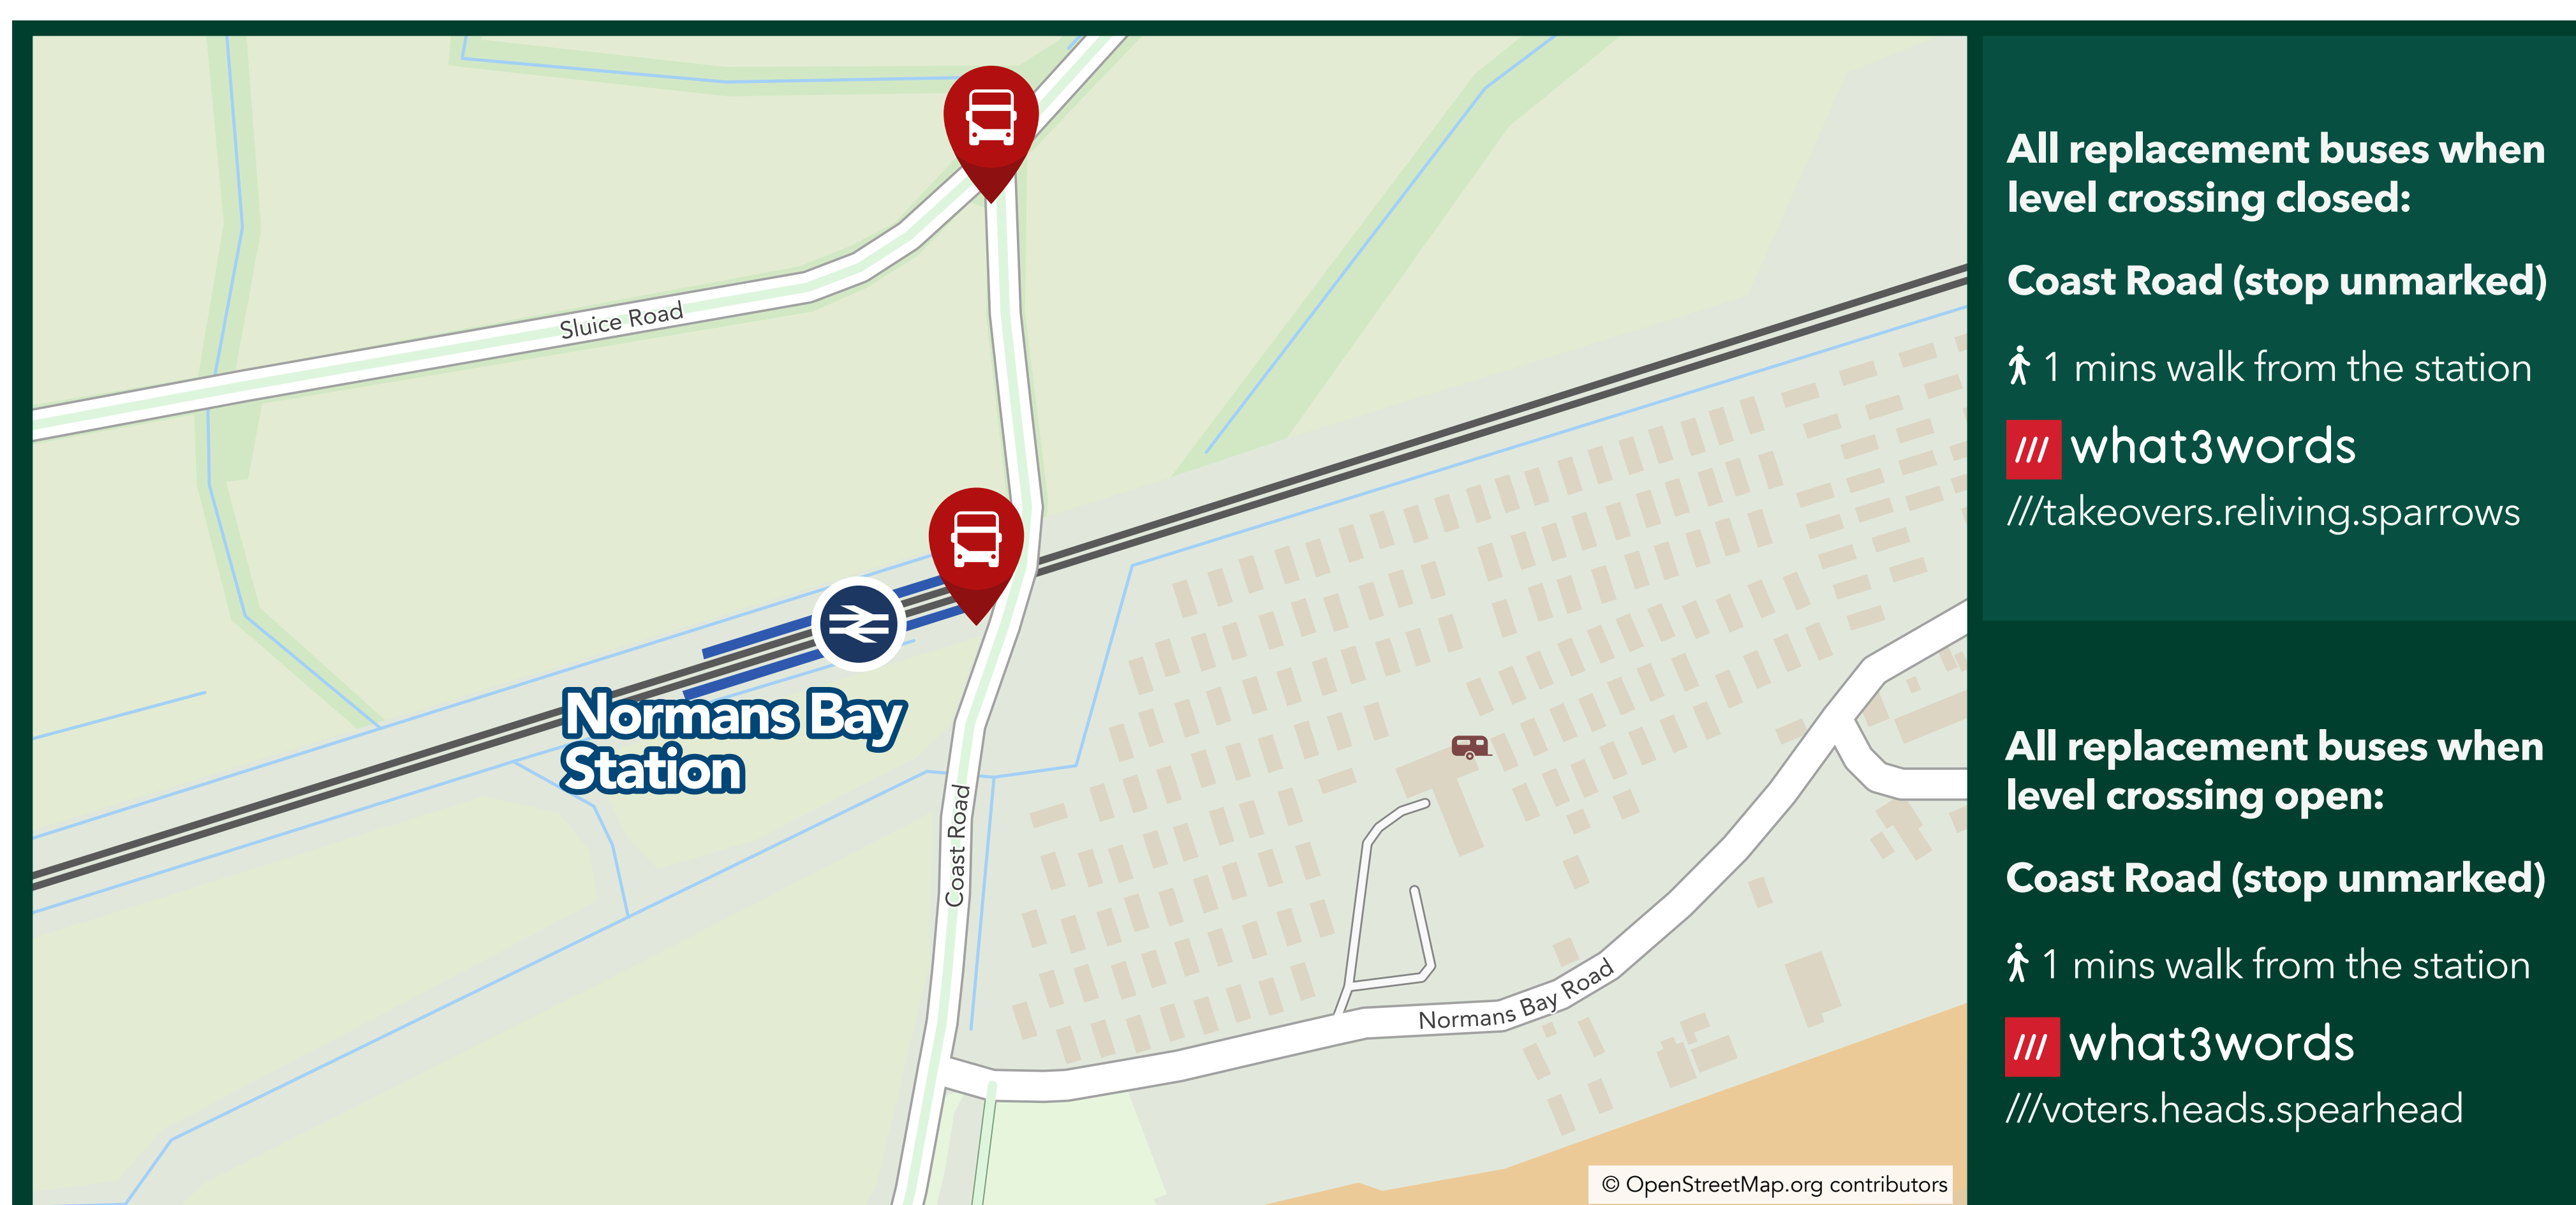 Sluice Road
Normans Bay
Station
Coast Road
Normans Bay Road
© OpenStreetMap.org contributors
All replacement buses when
level crossing closed:
Coast Road (stop unmarked)
1 mins walk from the station
/// what3words
///takeovers.reliving.sparrows
All replacement buses when
level crossing open:
Coast Road (stop unmarked)
1 mins walk from the station
/// what3words
///voters.heads.spearhead